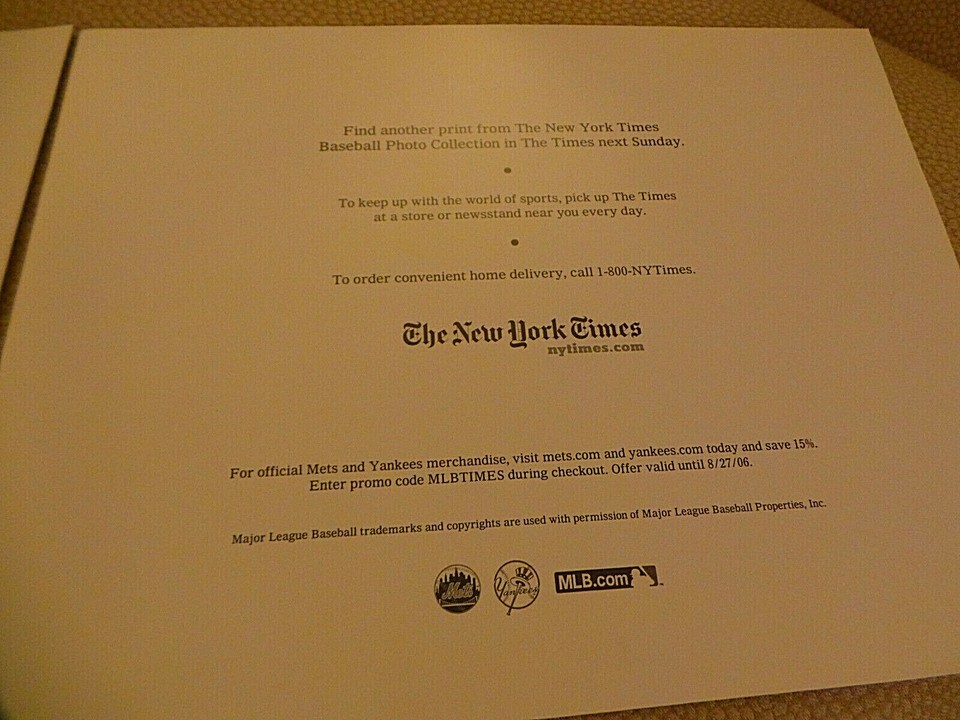 Find another print from The New York Times
Baseball Photo Collection in The Times next Sunday.
To keep up with the world of sports, pick up The Times
at a store or newsstand near you every day.
To order convenient home delivery, call 1-800-NYTimes.
The New York Times
nytimes.com
For official Mets and Yankees merchandise, visit mets.com and yankees.com today and save 15%.
Enter promo code MLBTIMES during checkout. Offer valid until 8/27/06.
Major League Baseball trademarks and copyrights are used with permission of Major League Baseball Properties, Inc.
Mets Yankees MLB.com